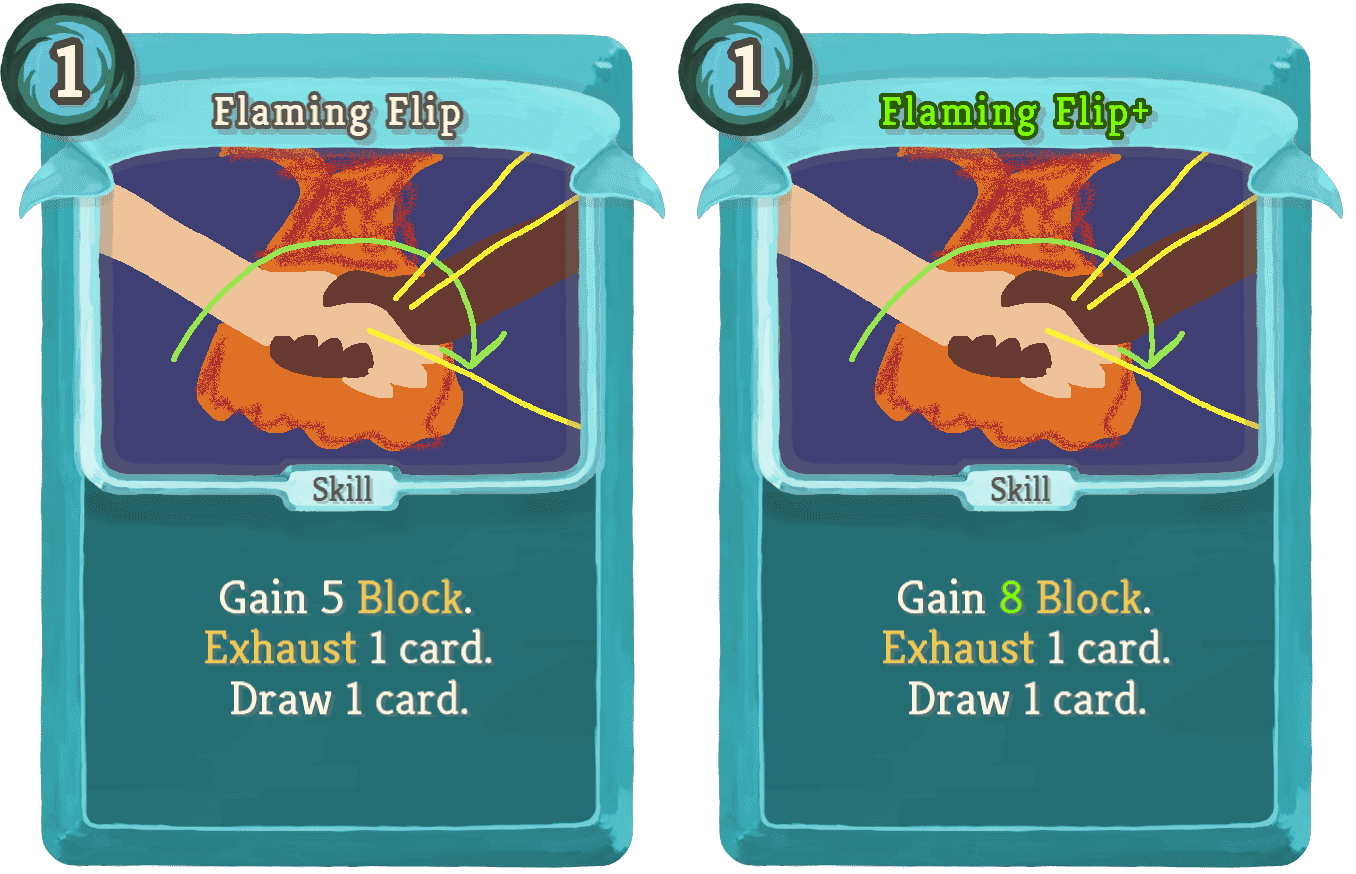 1
Flaming Flip
Skill
Gain 5 Block.
Exhaust 1 card.
Draw 1 card.
1
Flaming Flip+
Skill
Gain 8 Block.
Exhaust 1 card.
Draw 1 card.